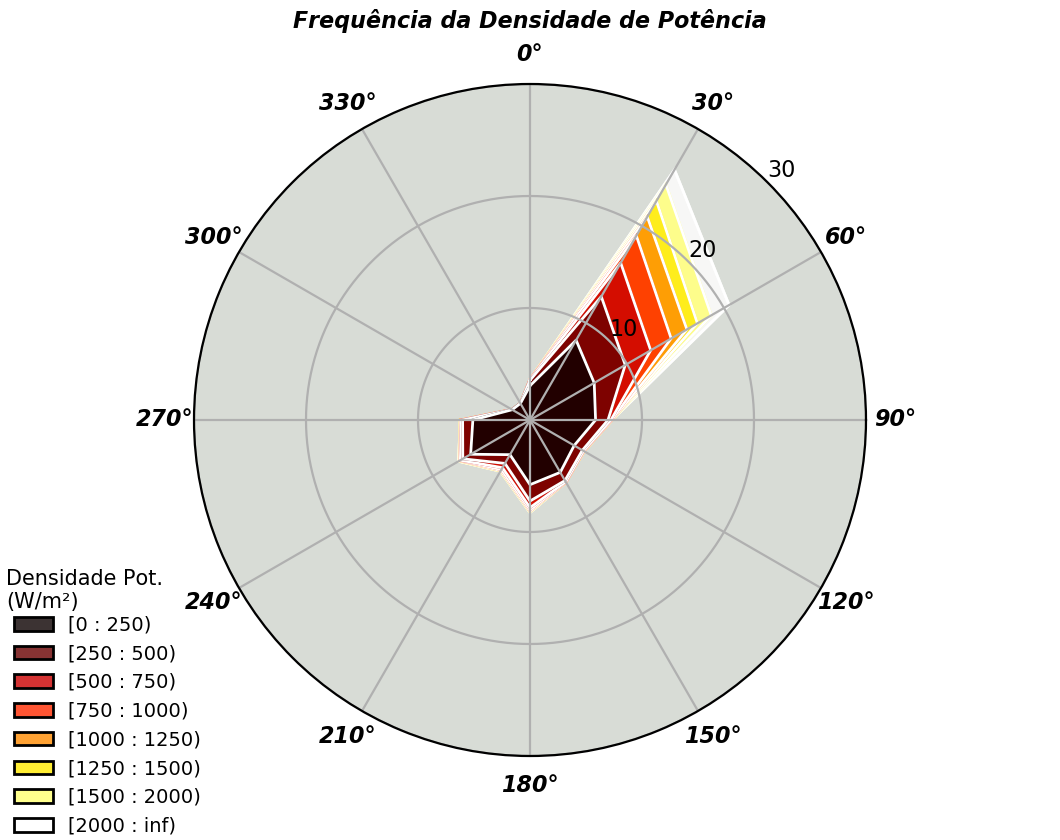 Frequência da Densidade de Potência
0°
330°
30°
30
300°
60°
20
10
270°
90°
240°
120°
210°
150°
180°
Densidade Pot.
(W/m²)
[0 : 250)
[250 : 500)
[500 : 750)
[750 : 1000)
[1000 : 1250)
[1250 : 1500)
[1500 : 2000)
[2000 : inf)